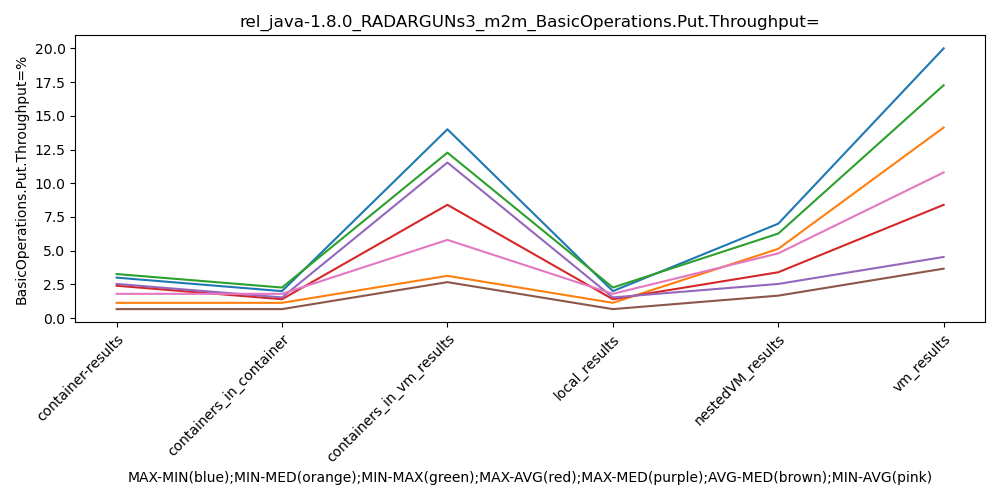 rel_java-1.8.0_RADARGUNs3_m2m_BasicOperations.Put.Throughput=
BasicOperations.Put.Throughput=%
20.0
17.5
15.0
12.5
10.0
7.5
5.0
2.5
0.0
container-results
containers_in_container
containers_in_vm_results
local_results
nestedVM_results
vm_results
MAX-MIN(blue);MIN-MED(orange);MIN-MAX(green);MAX-AVG(red);MAX-MED(purple);AVG-MED(brown);MIN-AVG(pink)